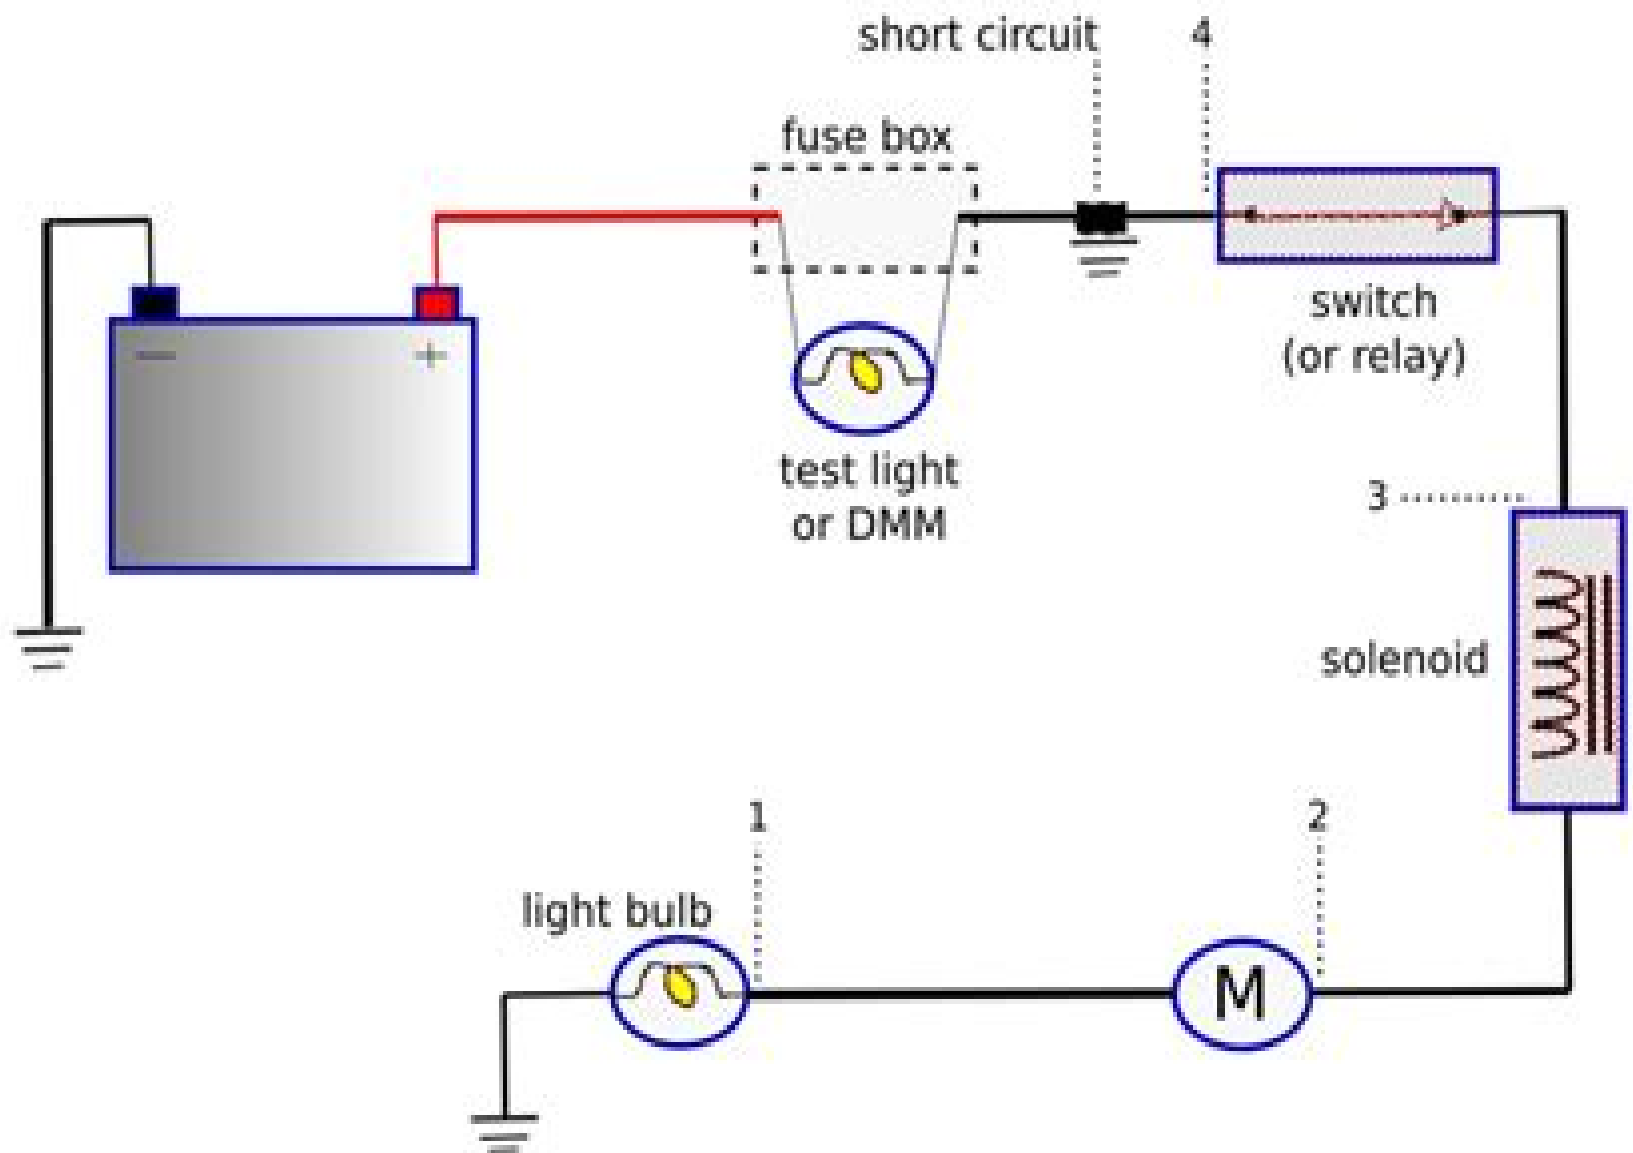 short circuit
4
fuse box
— +
switch
(or relay)
test light
or DMM
3
solenoid
1
2
light bulb
M